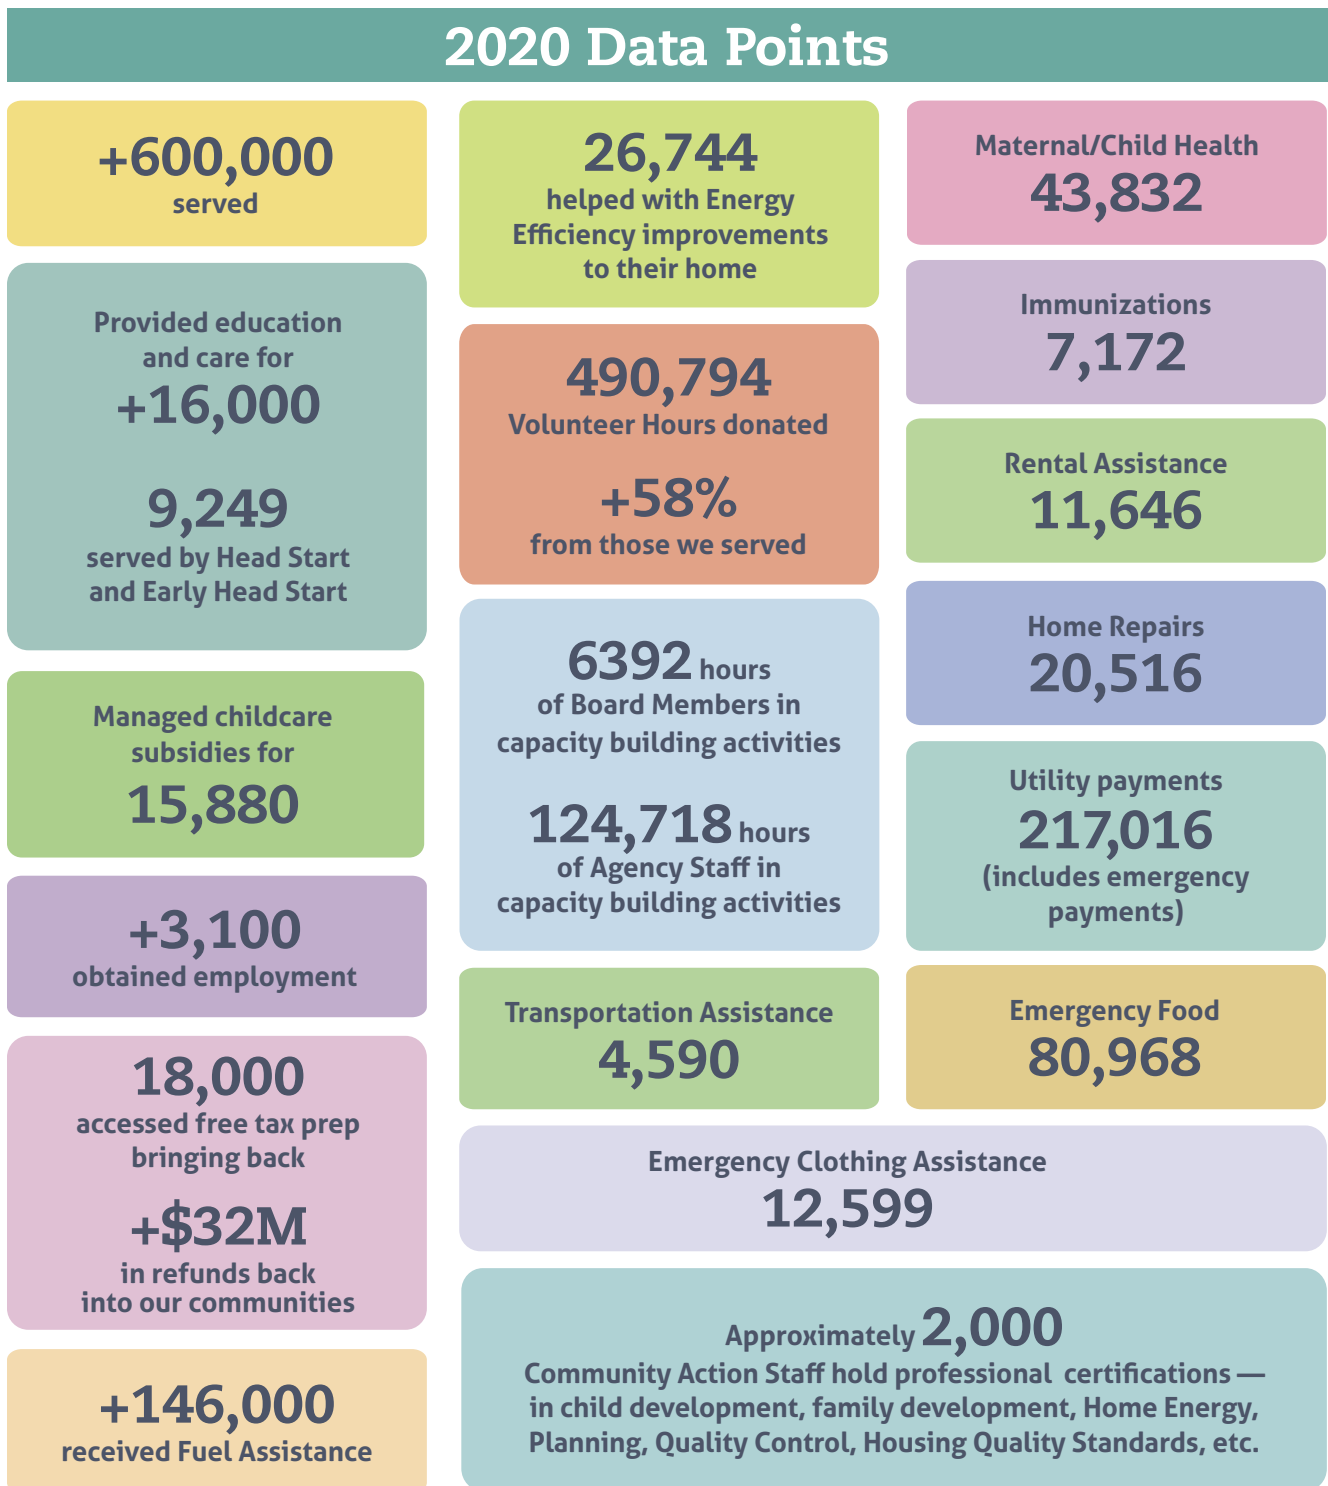 2020 Data Points
+600,000
served
Provided education
and care for
+16,000
9,249
served by Head Start
and Early Head Start
Managed childcare
subsidies for
15,880
+3,100
obtained employment
18,000
accessed free tax prep
bringing back
+$32M
in refunds back
into our communities
+146,000
received Fuel Assistance
26,744
helped with Energy
Efficiency improvements
to their home
490,794
Volunteer Hours donated
+58%
from those we served
6392 hours
of Board Members in
capacity building activities
124,718 hours
of Agency Staff in
capacity building activities
Transportation Assistance
4,590
Maternal/Child Health
43,832
Immunizations
7,172
Rental Assistance
11,646
Home Repairs
20,516
Utility payments
217,016
(includes emergency
payments)
Emergency Food
80,968
Emergency Clothing Assistance
12,599
Approximately 2,000
Community Action Staff hold professional certifications —
in child development, family development, Home Energy,
Planning, Quality Control, Housing Quality Standards, etc.